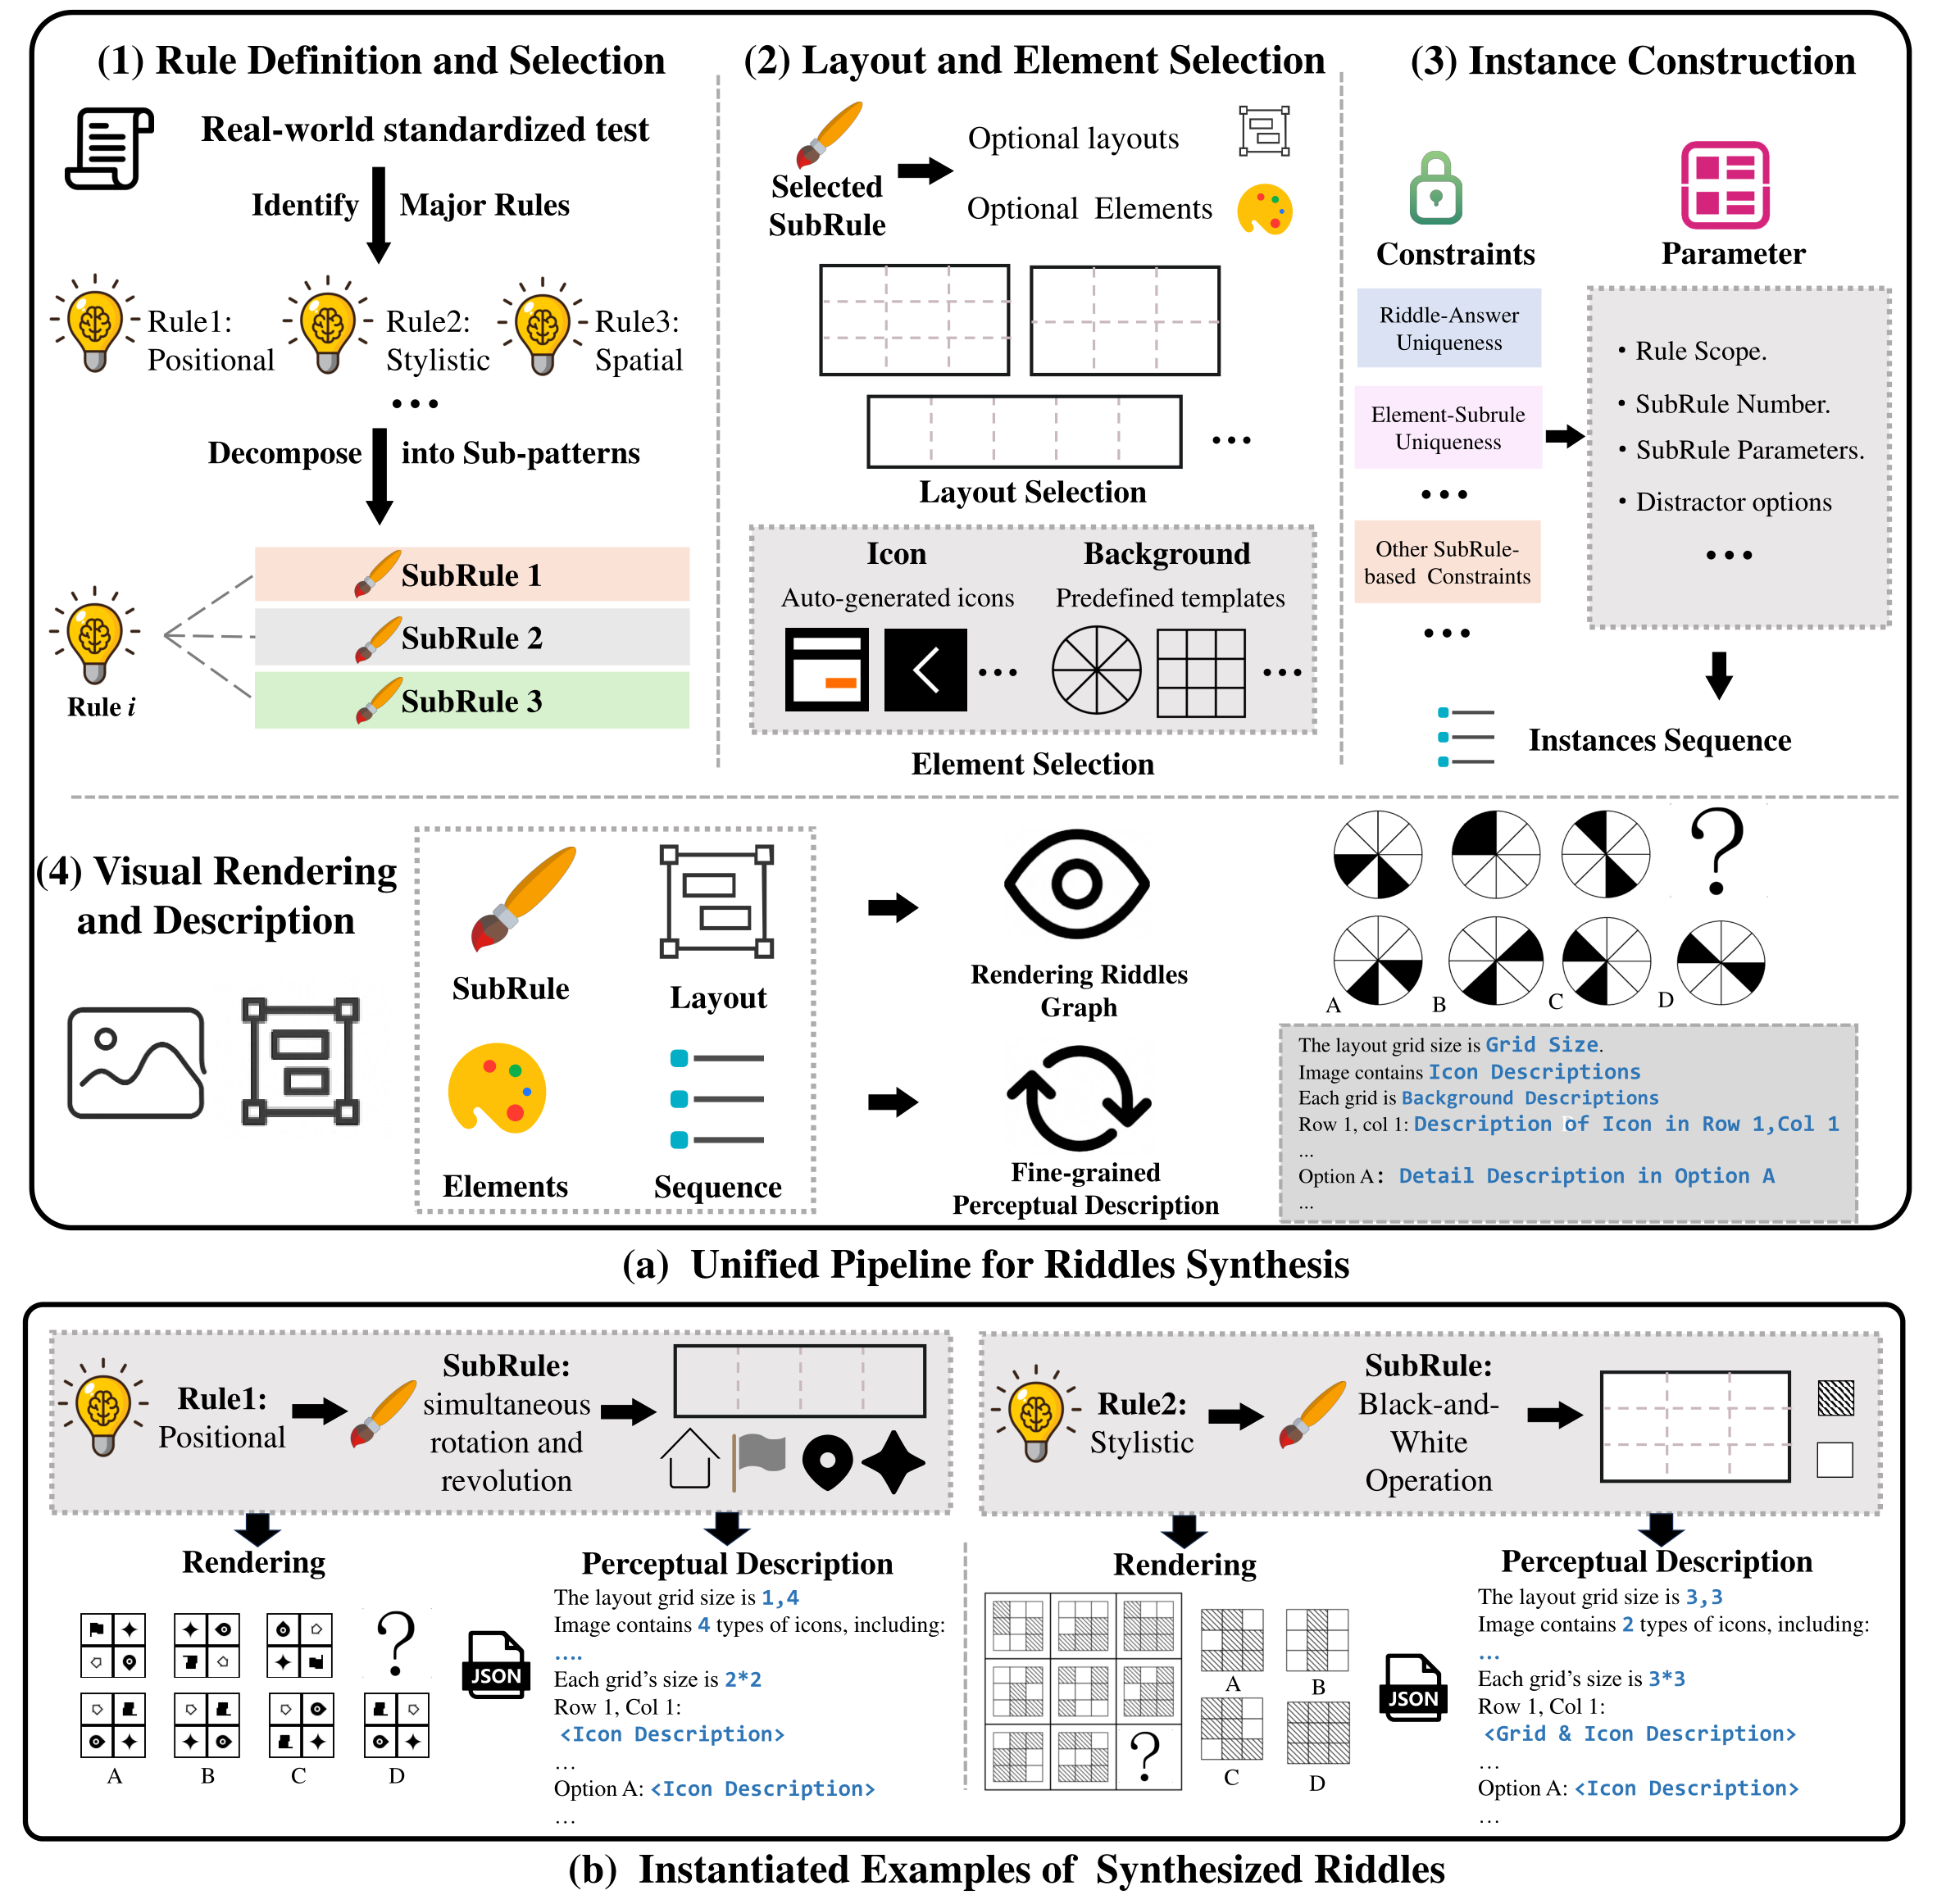 (1) Rule Definition and Selection
Real-world standardized test
Identify Major Rules
Rule1:
Positional
Rule2:
Stylistic
Rule3:
Spatial
...
Decompose into Sub-patterns
SubRule 1
SubRule 2
SubRule 3
Rule i
(2) Layout and Element Selection
Selected
SubRule
Optional layouts
Optional Elements
...
Layout Selection
Icon
Auto-generated icons
...
Background
Predefined templates
...
Element Selection
(3) Instance Construction
Constraints
Riddle-Answer
Uniqueness
Element-Subrule
Uniqueness
...
Other SubRule-
based Constraints
...
Parameter
• Rule Scope.
• SubRule Number.
• SubRule Parameters.
• Distractor options
...
Instances Sequence
(4) Visual Rendering
and Description
SubRule
Layout
Elements
Sequence
Rendering Riddles
Graph
Fine-grained
Perceptual Description
?
A
B
C
D
The layout grid size is Grid Size.
Image contains Icon Descriptions
Each grid is Background Descriptions
Row 1, col 1: Description of Icon in Row 1,Col 1
...
Option A: Detail Description in Option A
...
(a) Unified Pipeline for Riddles Synthesis
Rule1:
Positional
SubRule:
simultaneous
rotation and
revolution
Rendering
?
A
B
C
D
JSON
Perceptual Description
The layout grid size is 1,4
Image contains 4 types of icons, including:
....
Each grid's size is 2*2
Row 1, Col 1:
<Icon Description>
...
Option A: <Icon Description>
...
Rule2:
Stylistic
SubRule:
Black-and-
White
Operation
Rendering
?
A
B
C
D
JSON
Perceptual Description
The layout grid size is 3,3
Image contains 2 types of icons, including:
...
Each grid's size is 3*3
Row 1, Col 1:
<Grid & Icon Description>
...
Option A: <Icon Description>
...
(b) Instantiated Examples of Synthesized Riddles